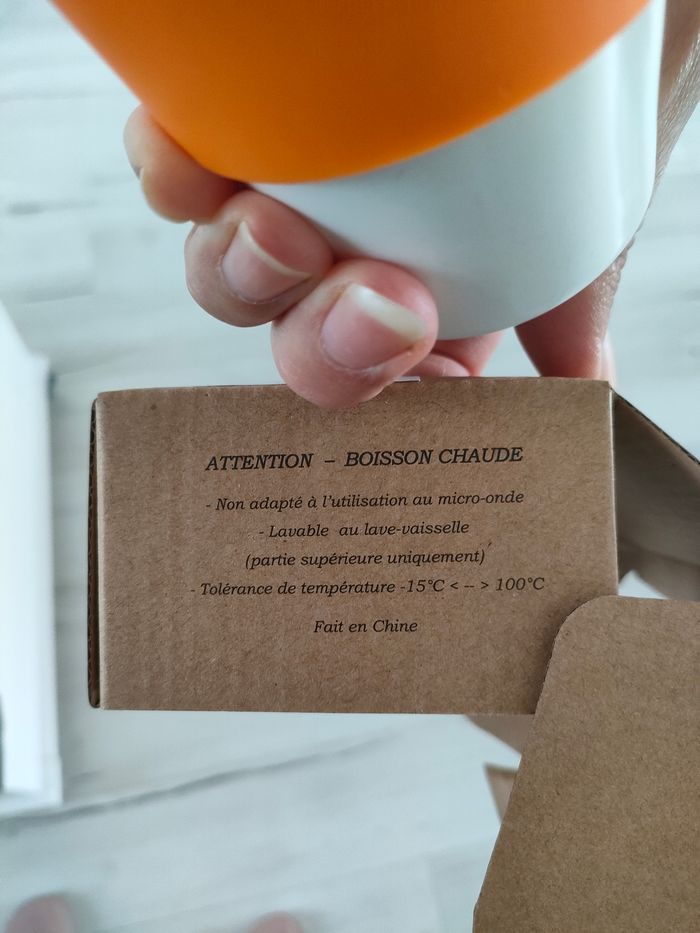 ATTENTION – BOISSON CHAUDE
- Non adapté à l'utilisation au micro-onde
- Lavable au lave-vaisselle
(partie supérieure uniquement)
- Tolérance de température -15°C < -- > 100°C
Fait en Chine